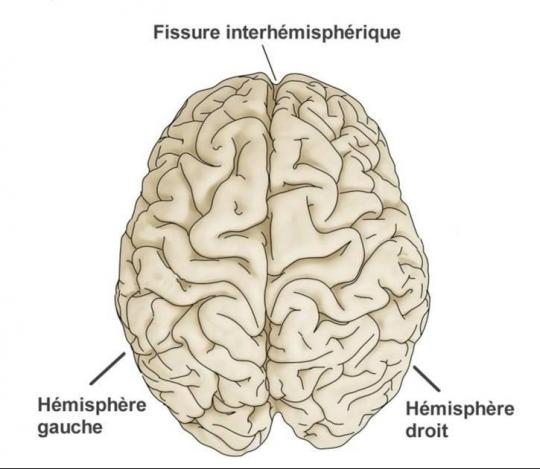 Fissure interhémisphérique
Hémisphère
gauche
Hémisphère
droit